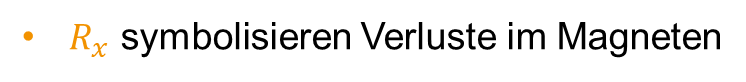 • Rₓ symbolisieren Verluste im Magneten